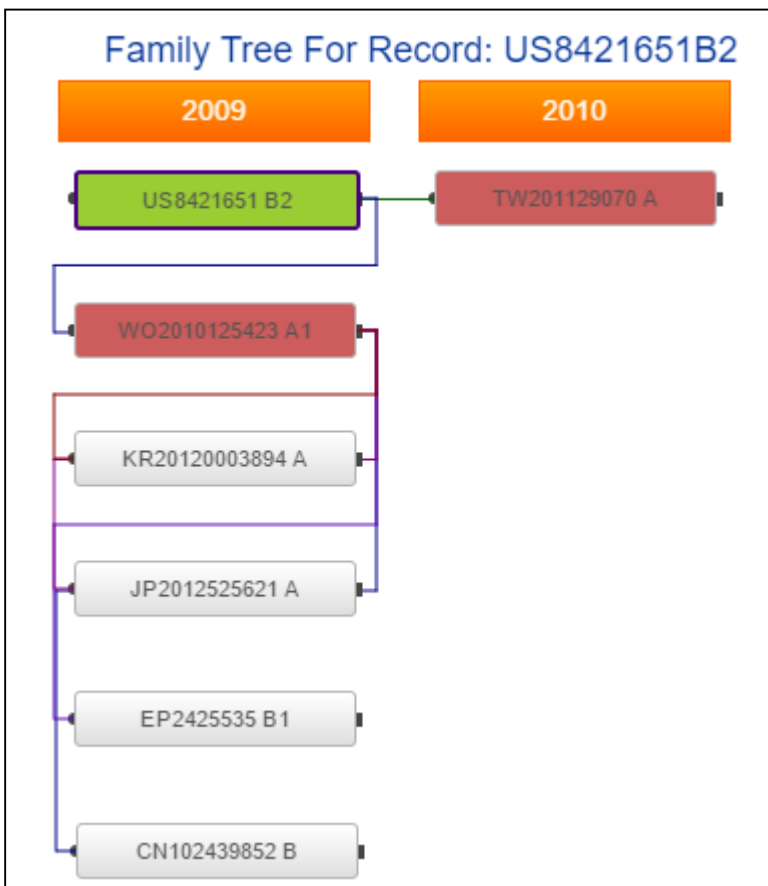 Family Tree For Record: US8421651B2
2009
2010
US8421651 B2
TW201129070 A
WO2010125423 A1
KR20120003894 A
JP2012525621 A
EP2425535 B1
CN102439852 B